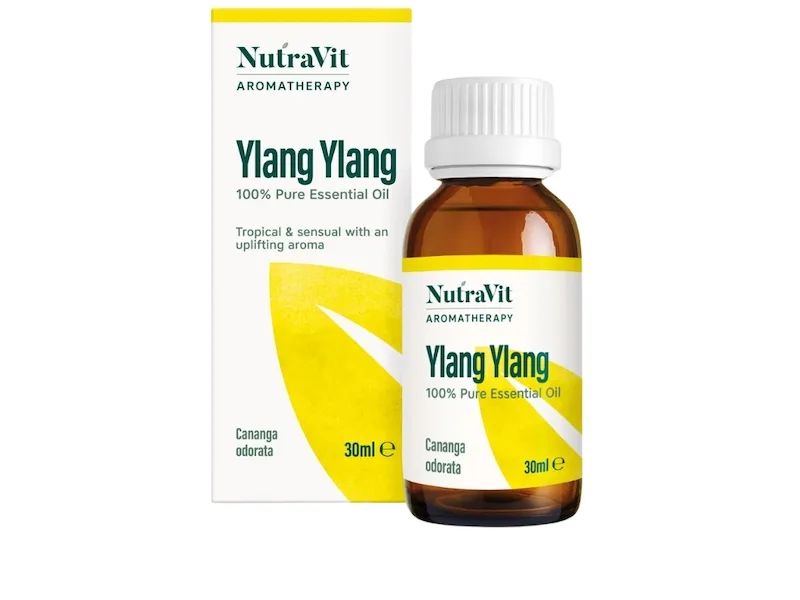 NutraVit
AROMATHERAPY
Ylang Ylang
100% Pure Essential Oil
Tropical & sensual with an
uplifting aroma
Cananga
odorata
30ml ℮
NutraVit
AROMATHERAPY
Ylang Ylang
100% Pure Essential Oil
Cananga
odorata
30ml ℮